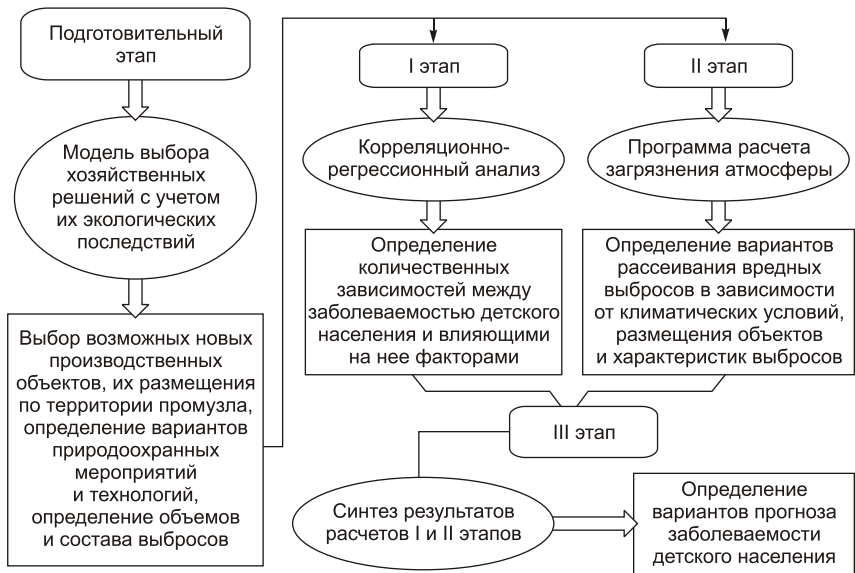 Подготовительный
этап
Модель выбора
хозяйственных
решений с учетом
их экологических
последствий
Выбор возможных новых
производственных
объектов, их размещения
по территории промузла,
определение вариантов
природоохранных
мероприятий
и технологий,
определение объемов
и состава выбросов
I этап
Корреляционно-
регрессионный анализ
Определение
количественных
зависимостей между
заболеваемостью детского
населения и влияющими
на нее факторами
II этап
Программа расчета
загрязнения атмосферы
Определение вариантов
рассеивания вредных
выбросов в зависимости
от климатических условий,
размещения объектов
и характеристик выбросов
III этап
Синтез результатов
расчетов I и II этапов
Определение
вариантов прогноза
заболеваемости
детского населения